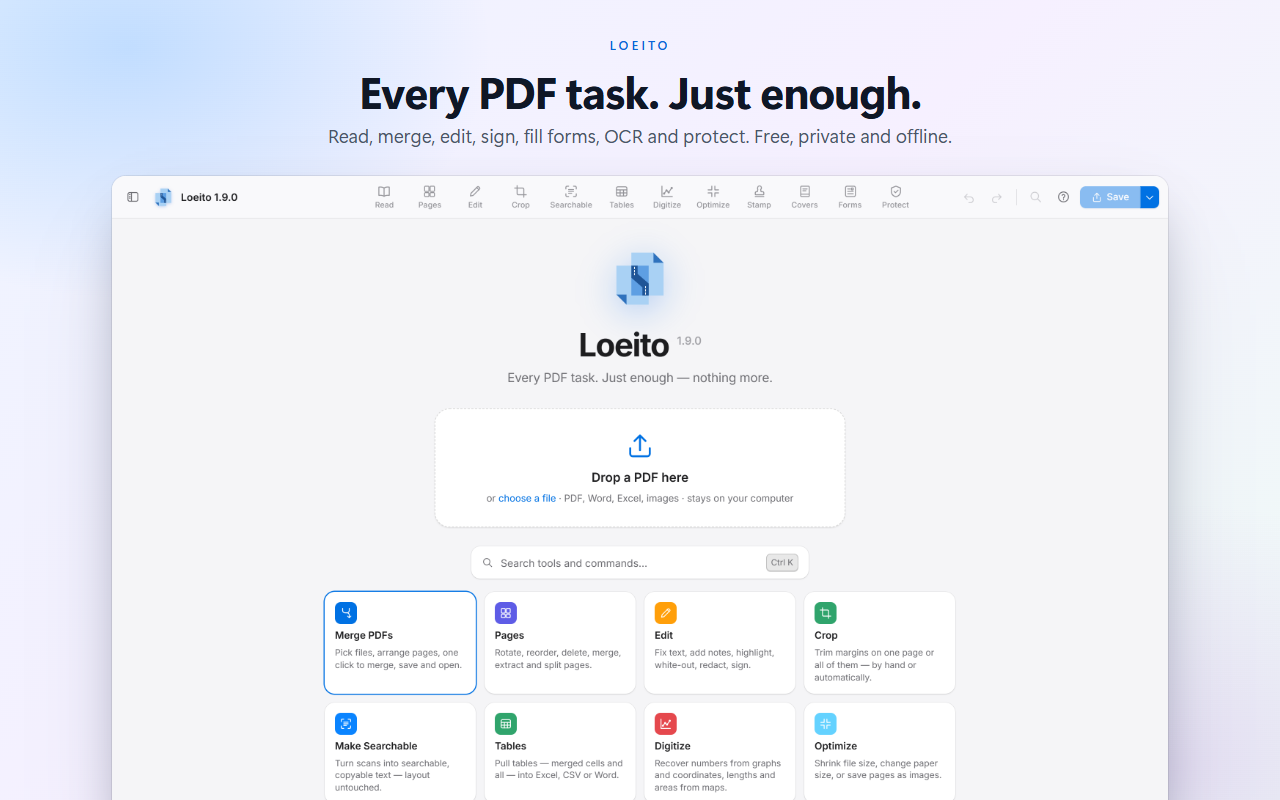 LOEITO
Every PDF task. Just enough.
Read, merge, edit, sign, fill forms, OCR and protect. Free, private and offline.
Loeito 1.9.0
Read Pages Edit Crop Searchable Tables Digitize Optimize Stamp Covers Forms Protect
Save
Loeito 1.9.0
Every PDF task. Just enough — nothing more.
Drop a PDF here
or choose a file · PDF, Word, Excel, images · stays on your computer
Search tools and commands...
Ctrl K
Merge PDFs
Pick files, arrange pages, one
click to merge, save and open.
Pages
Rotate, reorder, delete, merge,
extract and split pages.
Edit
Fix text, add notes, highlight,
white-out, redact, sign.
Crop
Trim margins on one page or
all of them — by hand or
automatically.
Make Searchable
Turn scans into searchable,
copyable text — layout
untouched.
Tables
Pull tables — merged cells and
all — into Excel, CSV or Word.
Digitize
Recover numbers from graphs
and coordinates, lengths and
areas from maps.
Optimize
Shrink file size, change paper
size, or save pages as images.